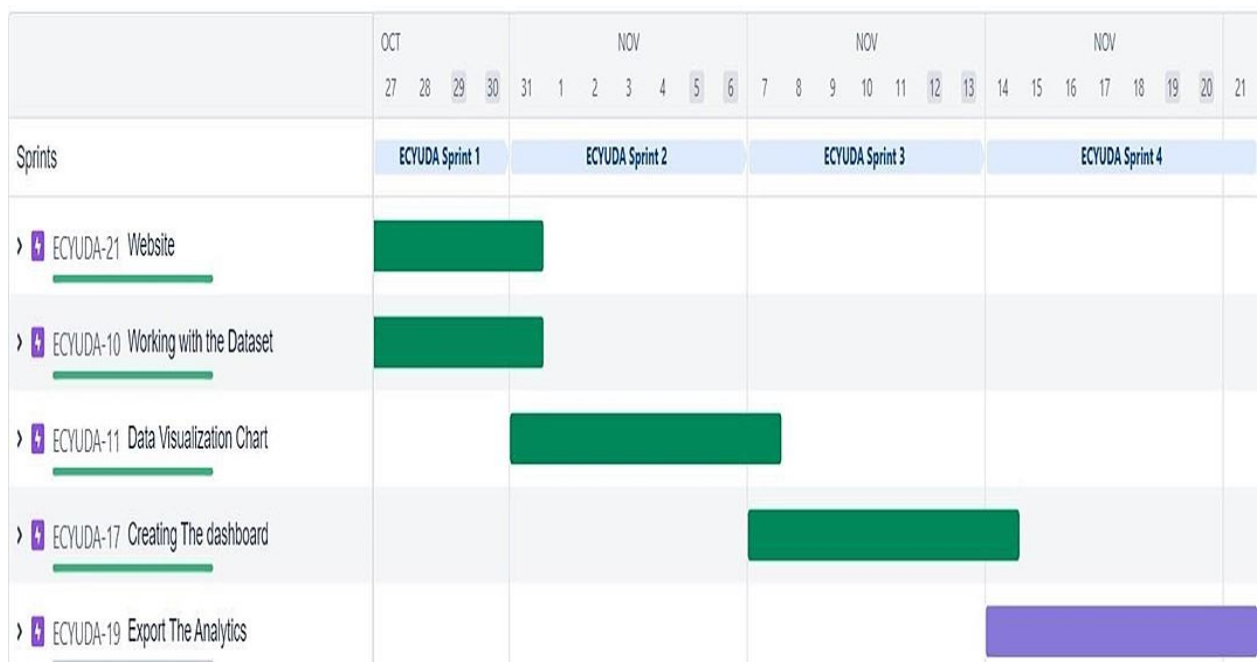 OCT NOV NOV NOV
27 28 29 30 31 1 2 3 4 5 6 7 8 9 10 11 12 13 14 15 16 17 18 19 20 21
Sprints ECYUDA Sprint 1 ECYUDA Sprint 2 ECYUDA Sprint 3 ECYUDA Sprint 4
ECYUDA-21 Website
ECYUDA-10 Working with the Dataset
ECYUDA-11 Data Visualization Chart
ECYUDA-17 Creating The dashboard
ECYUDA-19 Export The Analytics